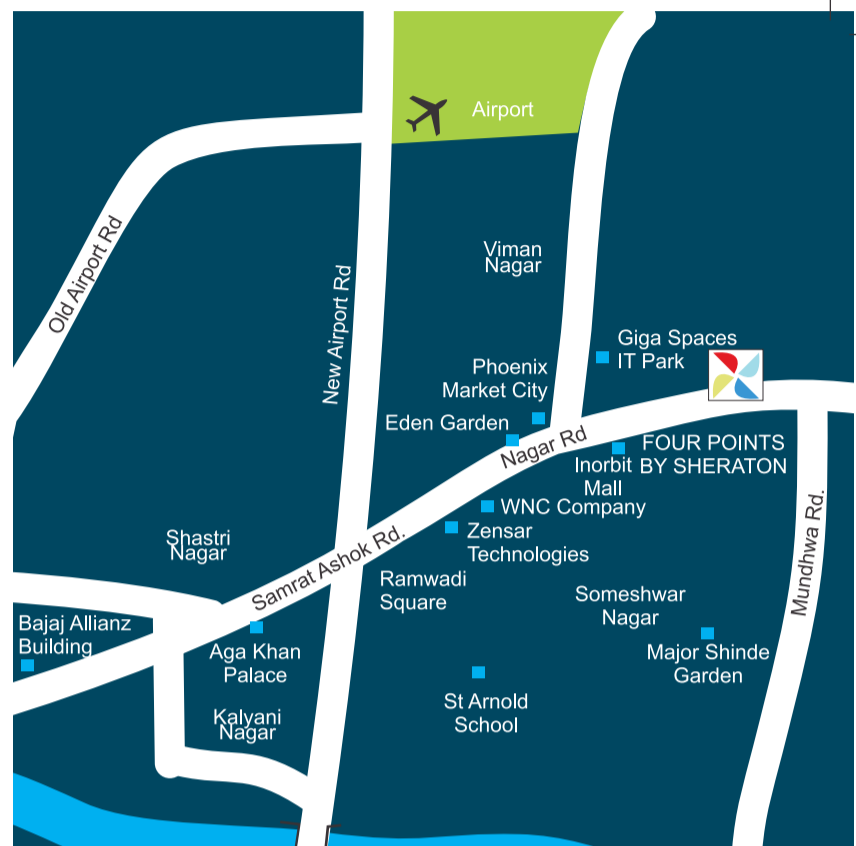 Airport
Old Airport Rd
Viman
Nagar
New Airport Rd
Giga Spaces
IT Park
Phoenix
Market City
Eden Garden
Nagar Rd
FOUR POINTS
BY SHERATON
Inorbit
Mall
WNC Company
Zensar
Technologies
Samrat Ashok Rd.
Shastri
Nagar
Ramwadi
Square
Mundhwa Rd.
Someshwar
Nagar
Bajaj Allianz
Building
Aga Khan
Palace
Major Shinde
Garden
St Arnold
School
Kalyani
Nagar